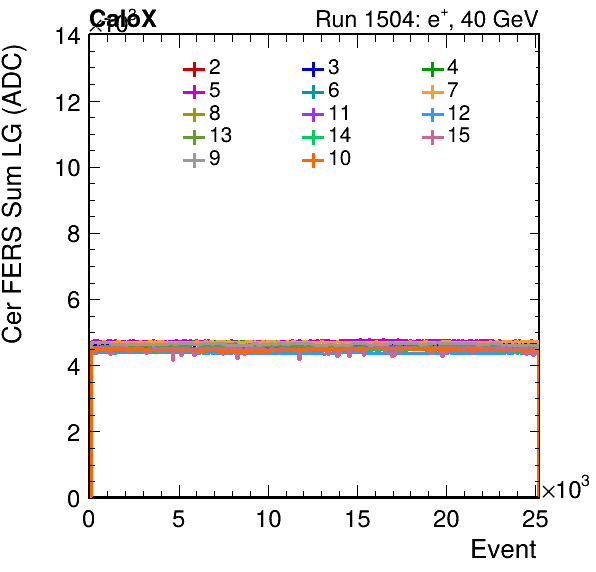 CaloX ×10³ Run 1504: e⁺, 40 GeV
Cer FERS Sum LG (ADC)
14
12
10
8
6
4
2
0
2 3 4
5 6 7
8 11 12
13 14 15
9 10
0 5 10 15 20 25 ×10³
Event